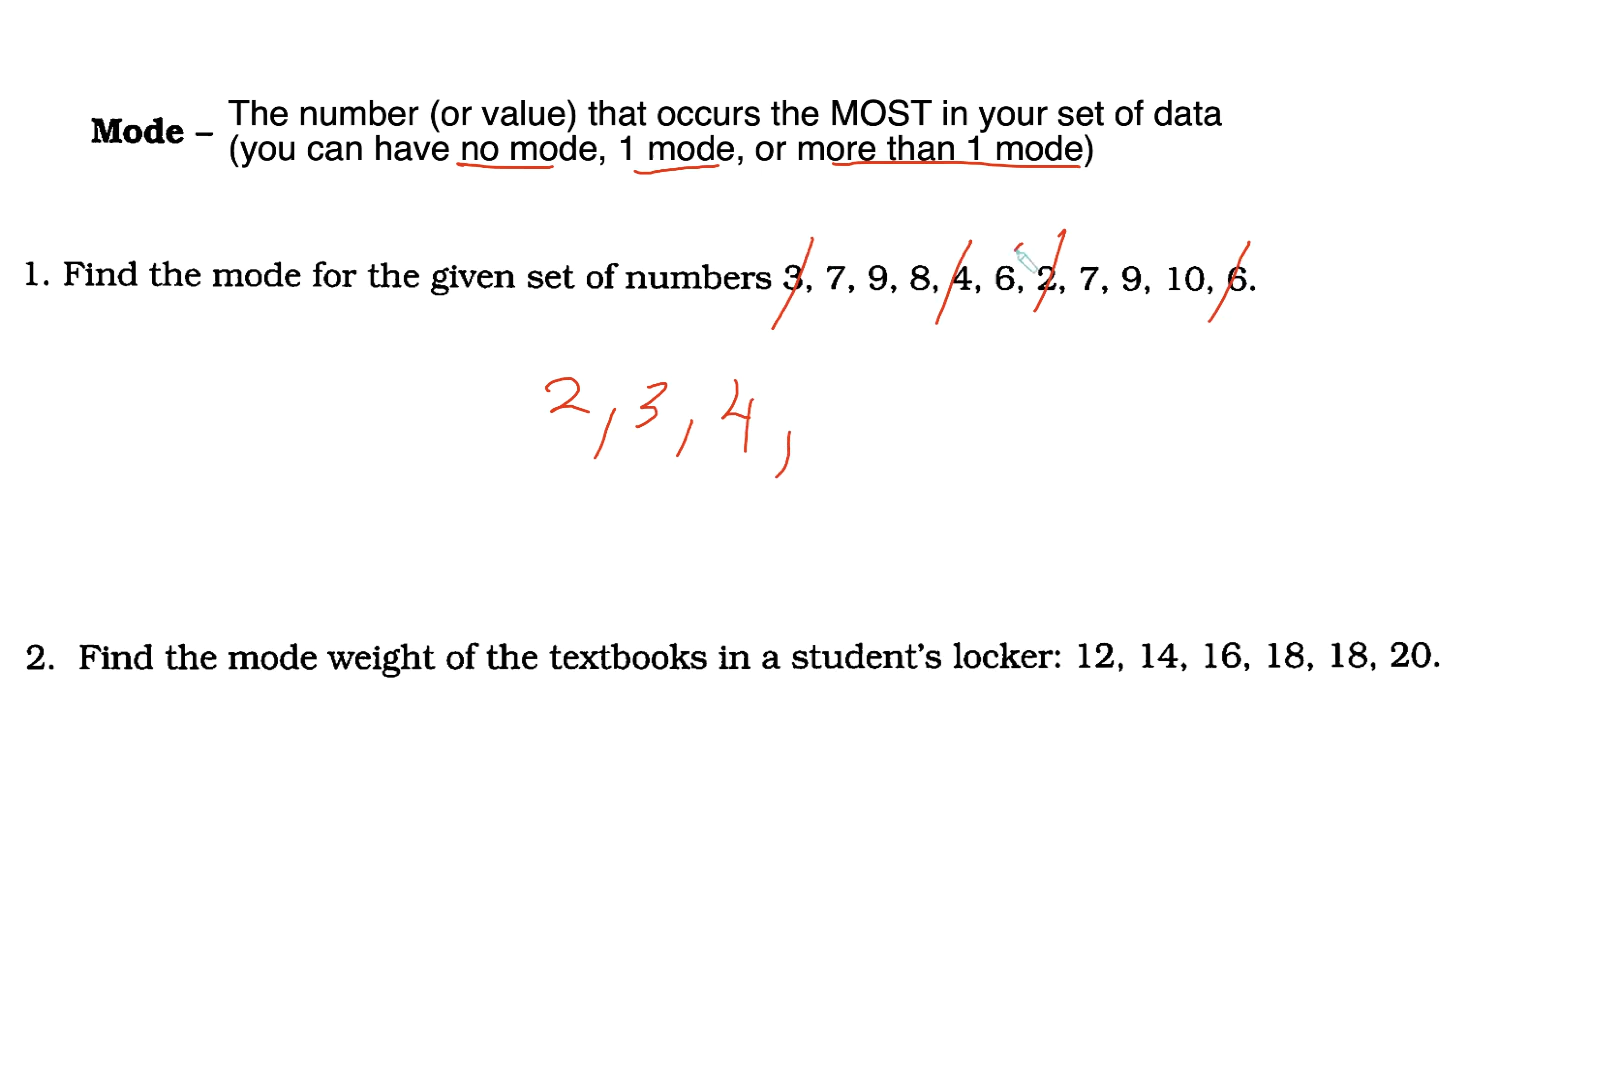 Mode – The number (or value) that occurs the MOST in your set of data
(you can have no mode, 1 mode, or more than 1 mode)
1. Find the mode for the given set of numbers 3, 7, 9, 8, 4, 6, 2, 7, 9, 10, 6.
2, 3, 4,
2. Find the mode weight of the textbooks in a student’s locker: 12, 14, 16, 18, 18, 20.